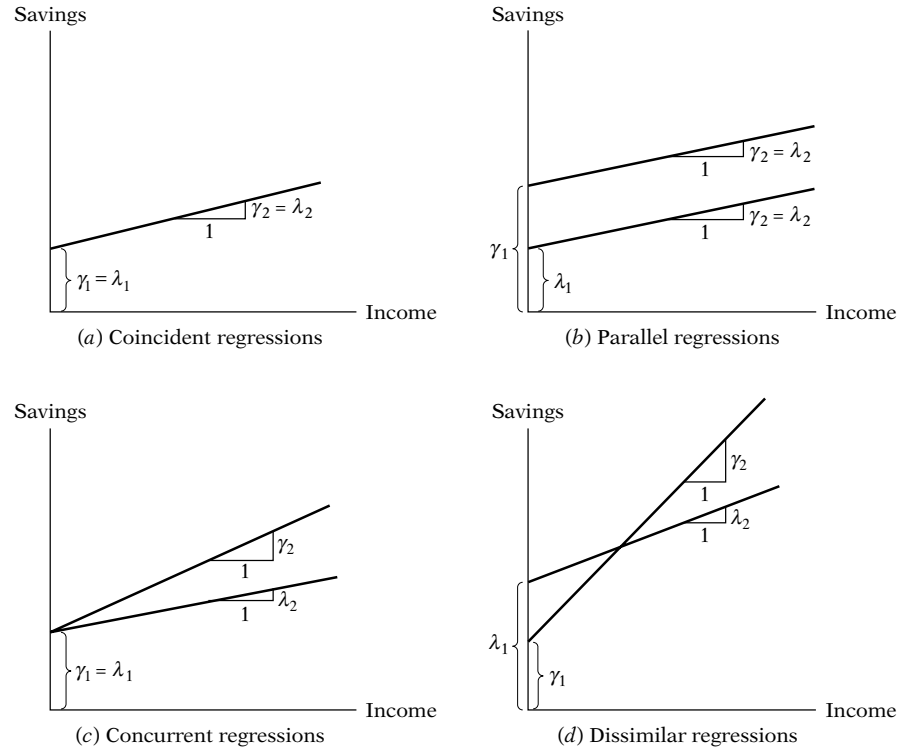 Savings
γ₂ = λ₂
1
γ₁ = λ₁
Income
(a) Coincident regressions
Savings
γ₂ = λ₂
1
γ₂ = λ₂
1
γ₁
λ₁
Income
(b) Parallel regressions
Savings
γ₂
1
λ₂
1
γ₁ = λ₁
Income
(c) Concurrent regressions
Savings
γ₂
1
λ₂
1
λ₁
γ₁
Income
(d) Dissimilar regressions